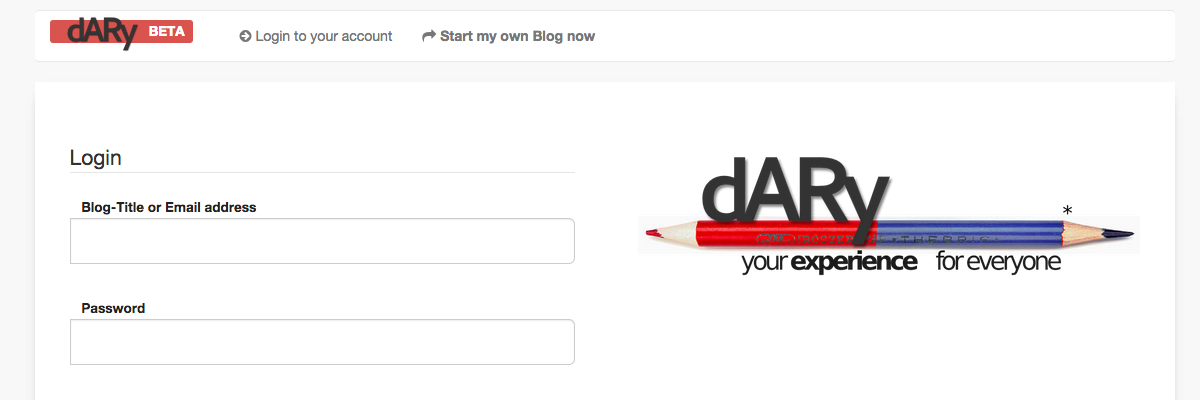 dARy BETA
Login to your account
Start my own Blog now
Login
Blog-Title or Email address
Password
dARy
*
your experience for everyone